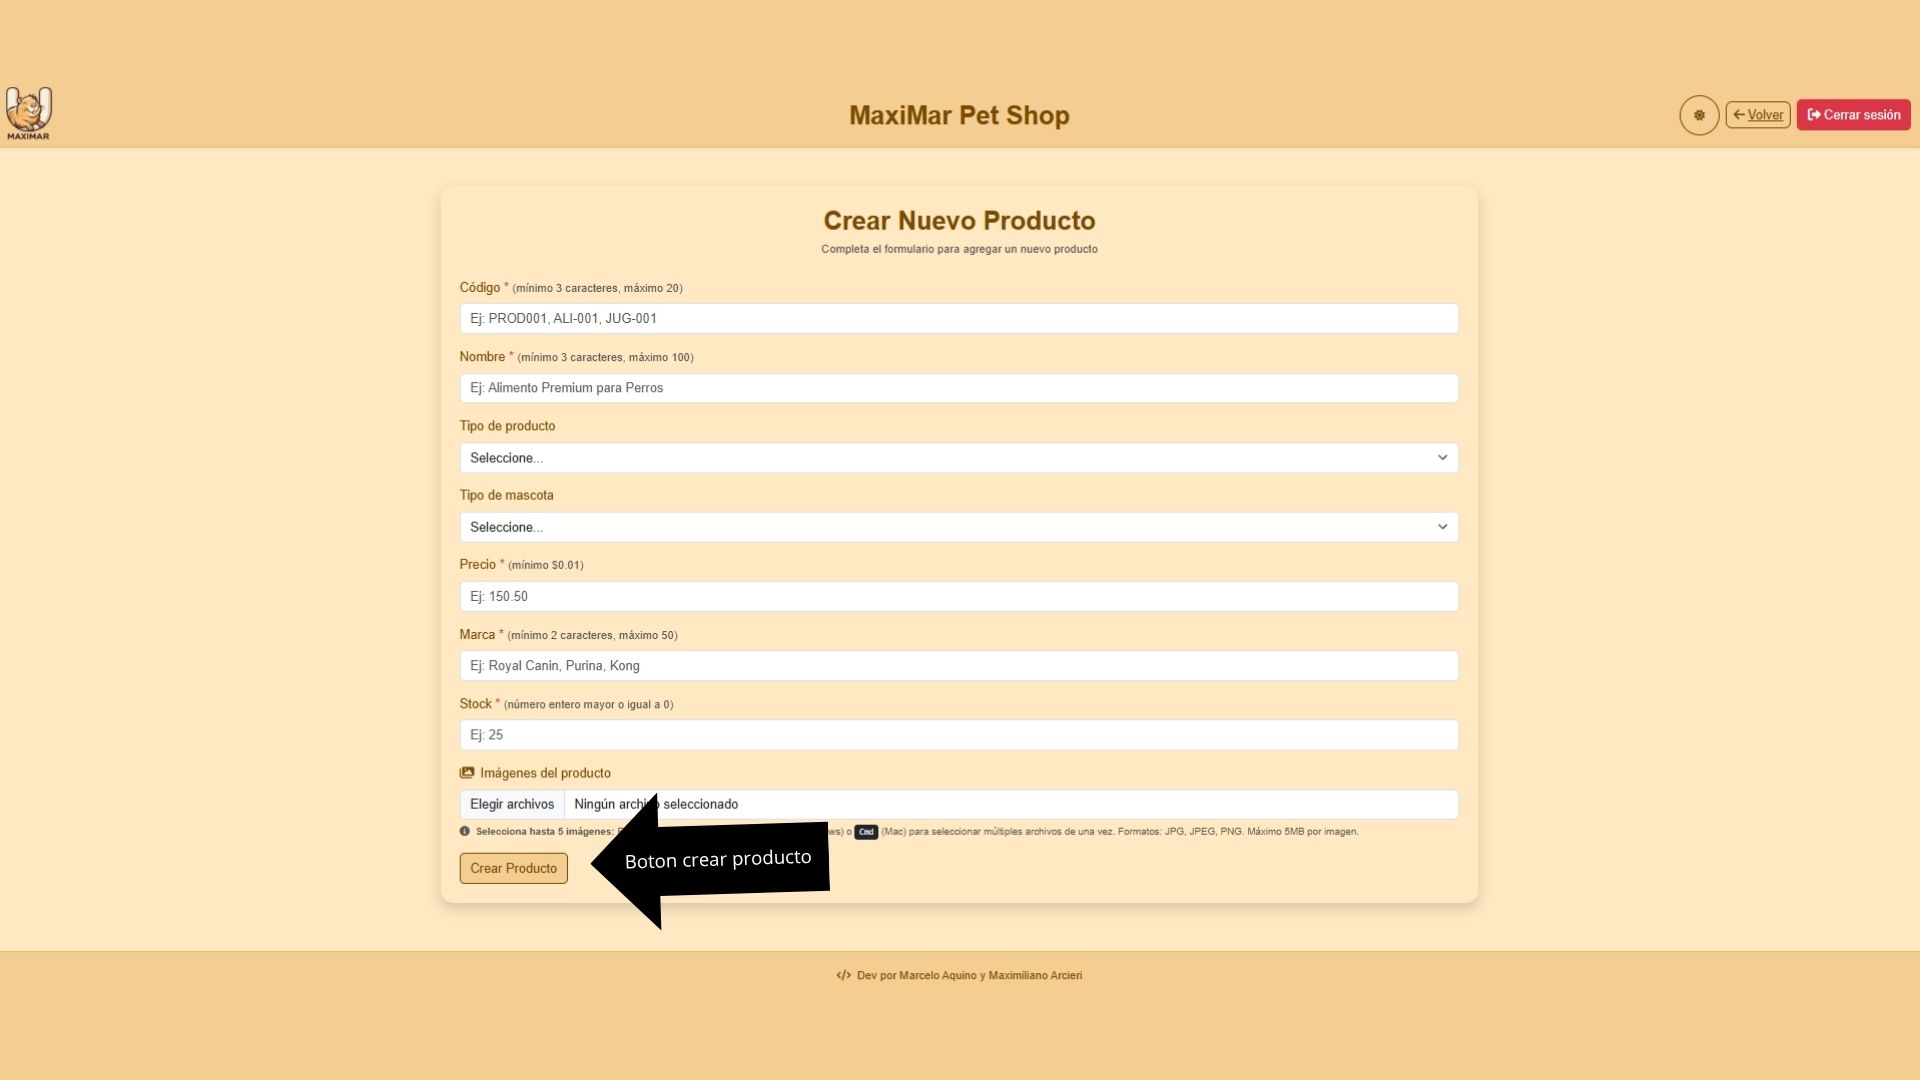 MAXIMAR
MaxiMar Pet Shop
Volver
Cerrar sesión
Crear Nuevo Producto
Completa el formulario para agregar un nuevo producto
Código * (mínimo 3 caracteres, máximo 20)
Ej: PROD001, ALI-001, JUG-001
Nombre * (mínimo 3 caracteres, máximo 100)
Ej: Alimento Premium para Perros
Tipo de producto
Seleccione...
Tipo de mascota
Seleccione...
Precio * (mínimo $0.01)
Ej: 150.50
Marca * (mínimo 2 caracteres, máximo 50)
Ej: Royal Canin, Purina, Kong
Stock * (número entero mayor o igual a 0)
Ej: 25
Imágenes del producto
Elegir archivos Ningún archivo seleccionado
Selecciona hasta 5 imágenes: o Cmd (Mac) para seleccionar múltiples archivos de una vez. Formatos: JPG, JPEG, PNG. Máximo 5MB por imagen.
Boton crear producto
Crear Producto
</> Dev por Marcelo Aquino y Maximiliano Arcieri